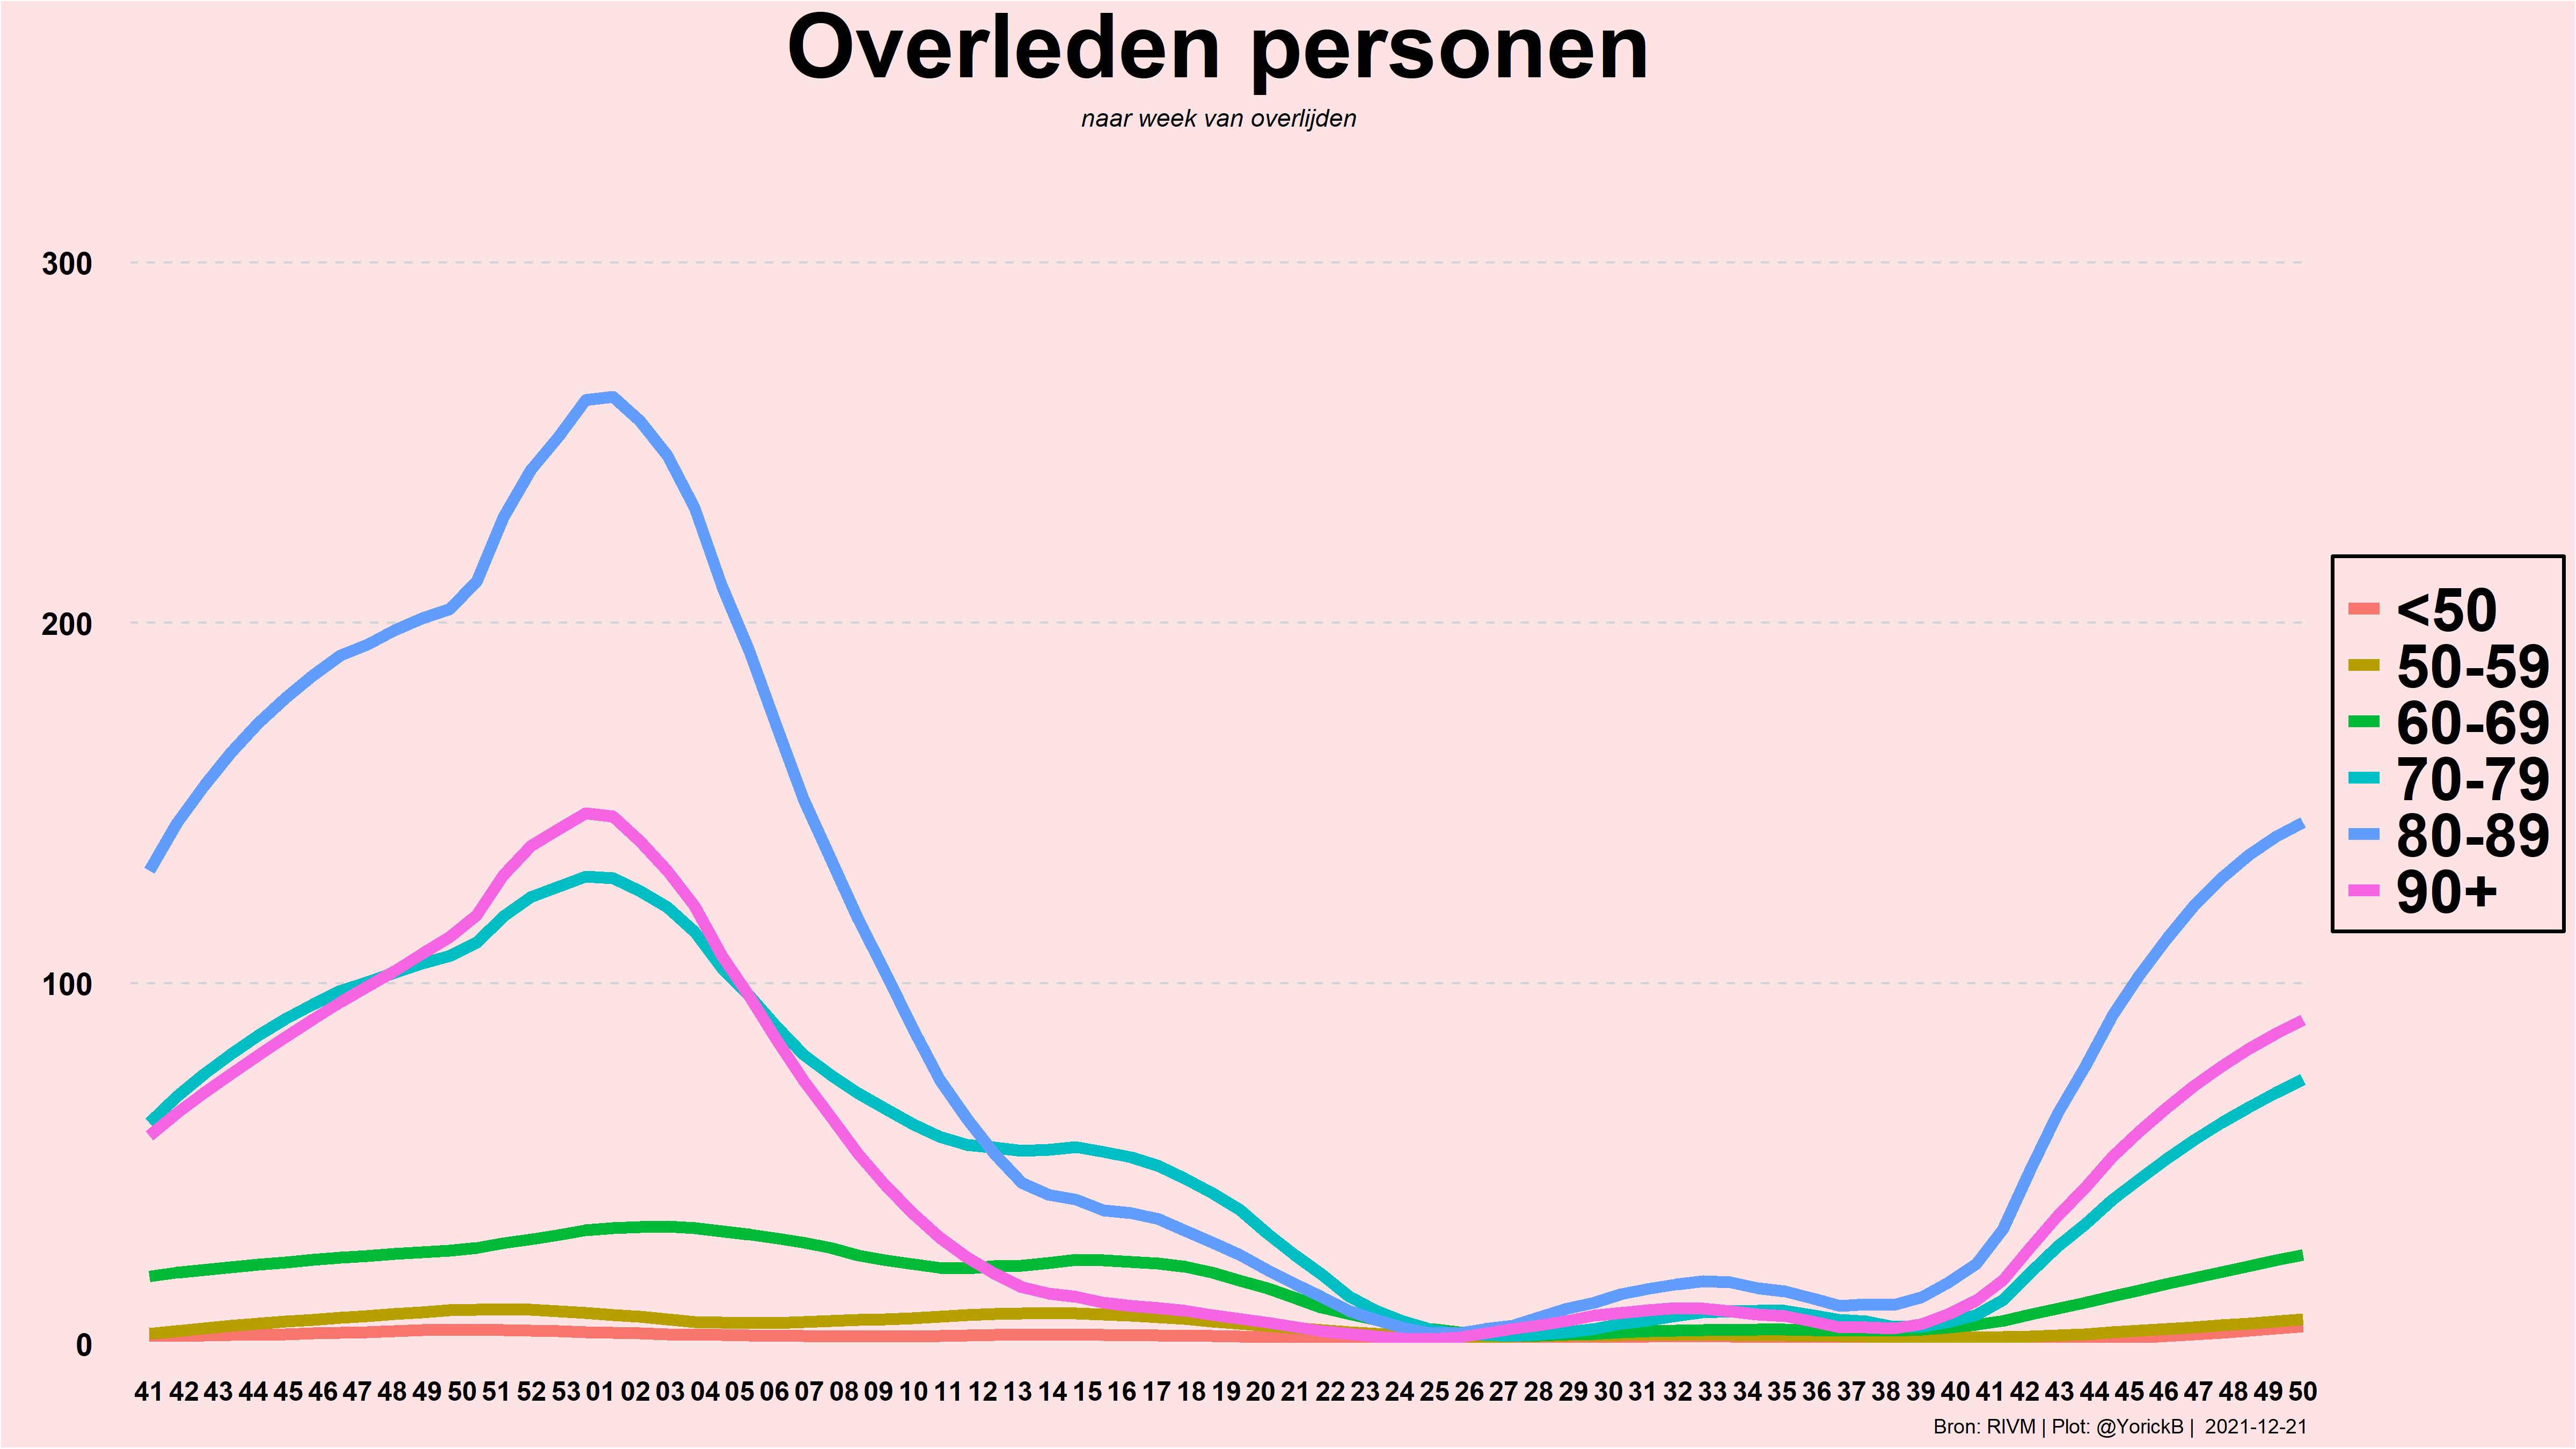 Overleden personen
naar week van overlijden
300
200
100
0
<50
50-59
60-69
70-79
80-89
90+
41 42 43 44 45 46 47 48 49 50 51 52 53 01 02 03 04 05 06 07 08 09 10 11 12 13 14 15 16 17 18 19 20 21 22 23 24 25 26 27 28 29 30 31 32 33 34 35 36 37 38 39 40 41 42 43 44 45 46 47 48 49 50
Bron: RIVM | Plot: @YorickB | 2021-12-21